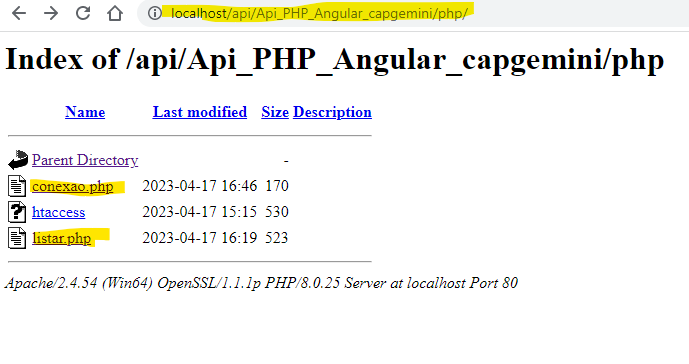 localhost/api/Api_PHP_Angular_capgemini/php/
Index of /api/Api_PHP_Angular_capgemini/php
Name Last modified Size Description
Parent Directory -
conexao.php 2023-04-17 16:46 170
htaccess 2023-04-17 15:15 530
listar.php 2023-04-17 16:19 523
Apache/2.4.54 (Win64) OpenSSL/1.1.1p PHP/8.0.25 Server at localhost Port 80